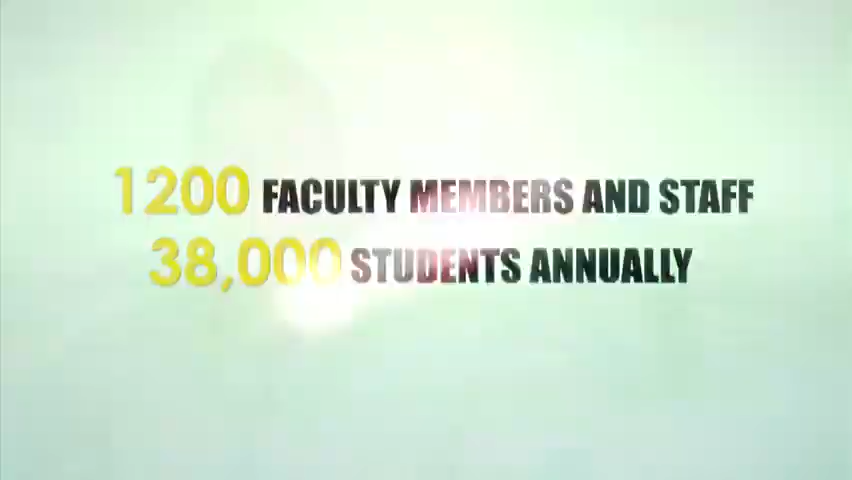 1200 FACULTY MEMBERS AND STAFF
38,000 STUDENTS ANNUALLY